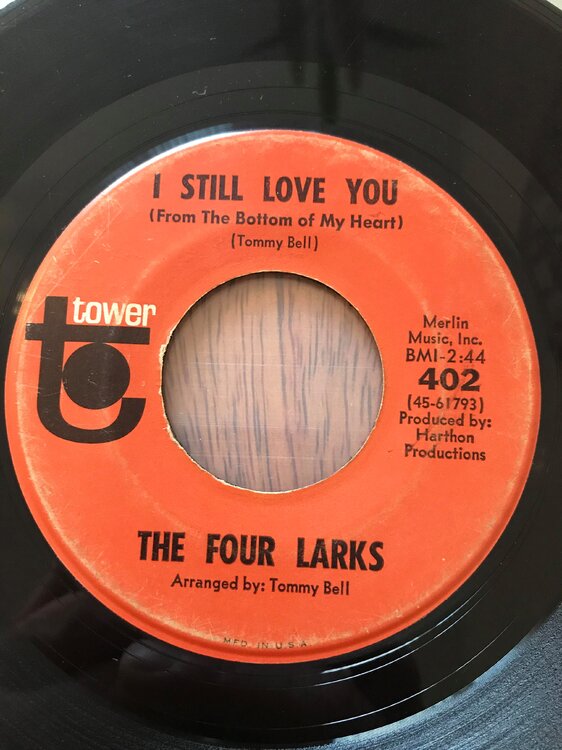 I STILL LOVE YOU
(From The Bottom of My Heart)
(Tommy Bell)
tower
Merlin
Music, Inc.
BMI-2:44
402
(45-61793)
Produced by:
Harthon
Productions
THE FOUR LARKS
Arranged by: Tommy Bell
MFD. IN U.S.A.